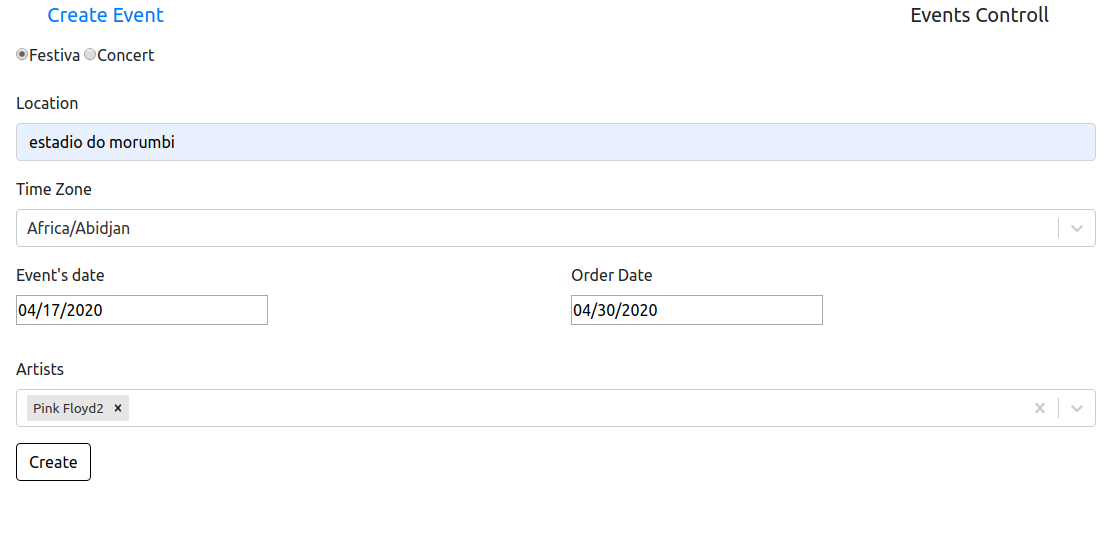 Create Event Events Controll
Festiva Concert
Location
estadio do morumbi
Time Zone
Africa/Abidjan
Event's date Order Date
04/17/2020 04/30/2020
Artists
Pink Floyd2
Create